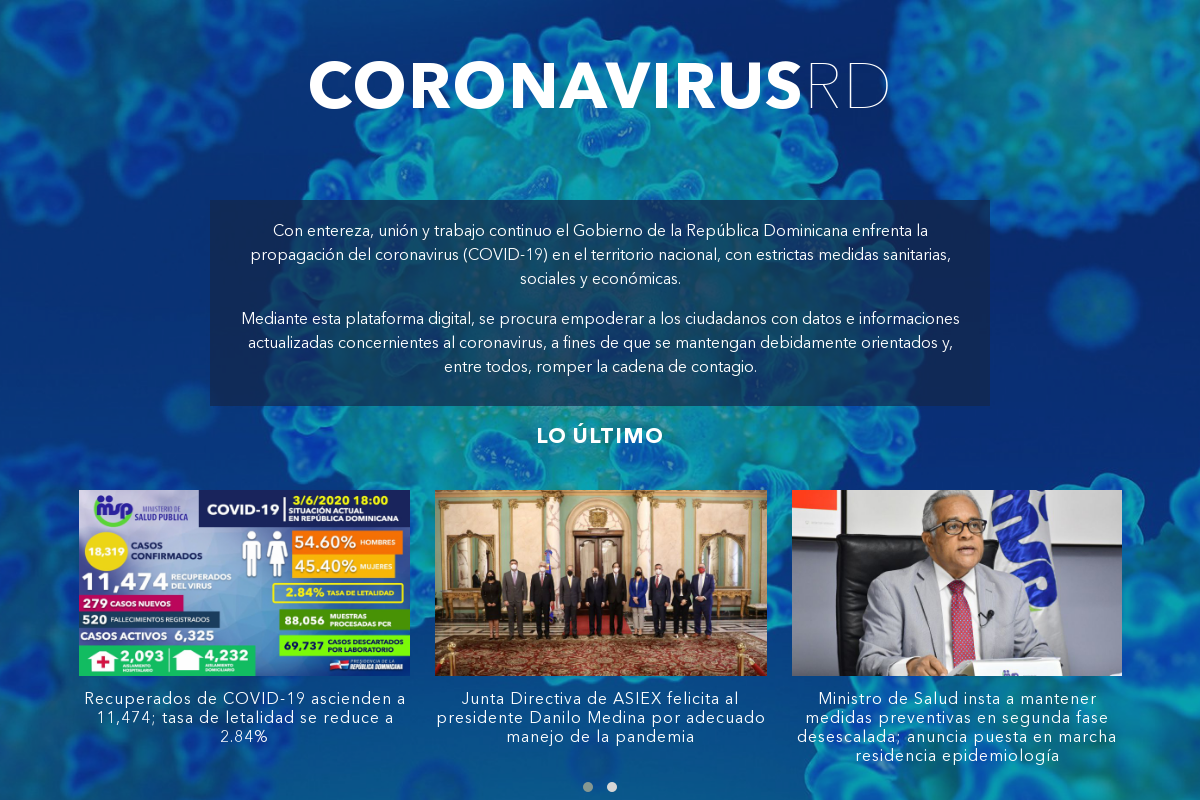 CORONAVIRUSRD
Con entereza, unión y trabajo continuo el Gobierno de la República Dominicana enfrenta la
propagación del coronavirus (COVID-19) en el territorio nacional, con estrictas medidas sanitarias,
sociales y económicas.
Mediante esta plataforma digital, se procura empoderar a los ciudadanos con datos e informaciones
actualizadas concernientes al coronavirus, a fines de que se mantengan debidamente orientados y,
entre todos, romper la cadena de contagio.
LO ÚLTIMO
msp
MINISTERIO DE
SALUD PUBLICA
COVID-19
3/6/2020 18:00
SITUACIÓN ACTUAL
EN REPÚBLICA DOMINICANA
18,319
CASOS
CONFIRMADOS
11,474 RECUPERADOS
DEL VIRUS
279 CASOS NUEVOS
520 FALLECIMIENTOS REGISTRADOS
CASOS ACTIVOS 6,325
2,093
AISLAMIENTO
HOSPITALARIO
4,232
AISLAMIENTO
DOMICILIARIO
54.60% HOMBRES
45.40% MUJERES
2.84% TASA DE LETALIDAD
88,056 MUESTRAS
PROCESADAS PCR
69,737 CASOS DESCARTADOS
POR LABORATORIO
PRESIDENCIA DE LA
REPÚBLICA DOMINICANA
Recuperados de COVID-19 ascienden a
11,474; tasa de letalidad se reduce a
2.84%
Junta Directiva de ASIEX felicita al
presidente Danilo Medina por adecuado
manejo de la pandemia
Ministro de Salud insta a mantener
medidas preventivas en segunda fase
desescalada; anuncia puesta en marcha
residencia epidemiología